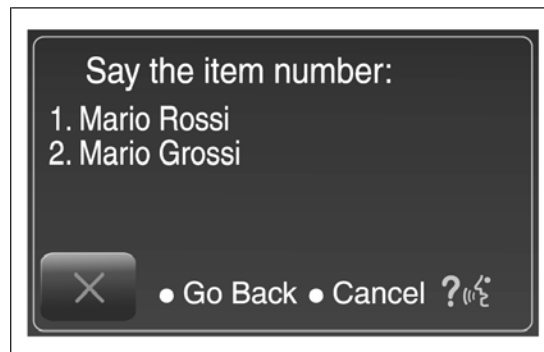 Say the item number:
1. Mario Rossi
2. Mario Grossi
● Go Back ● Cancel ?